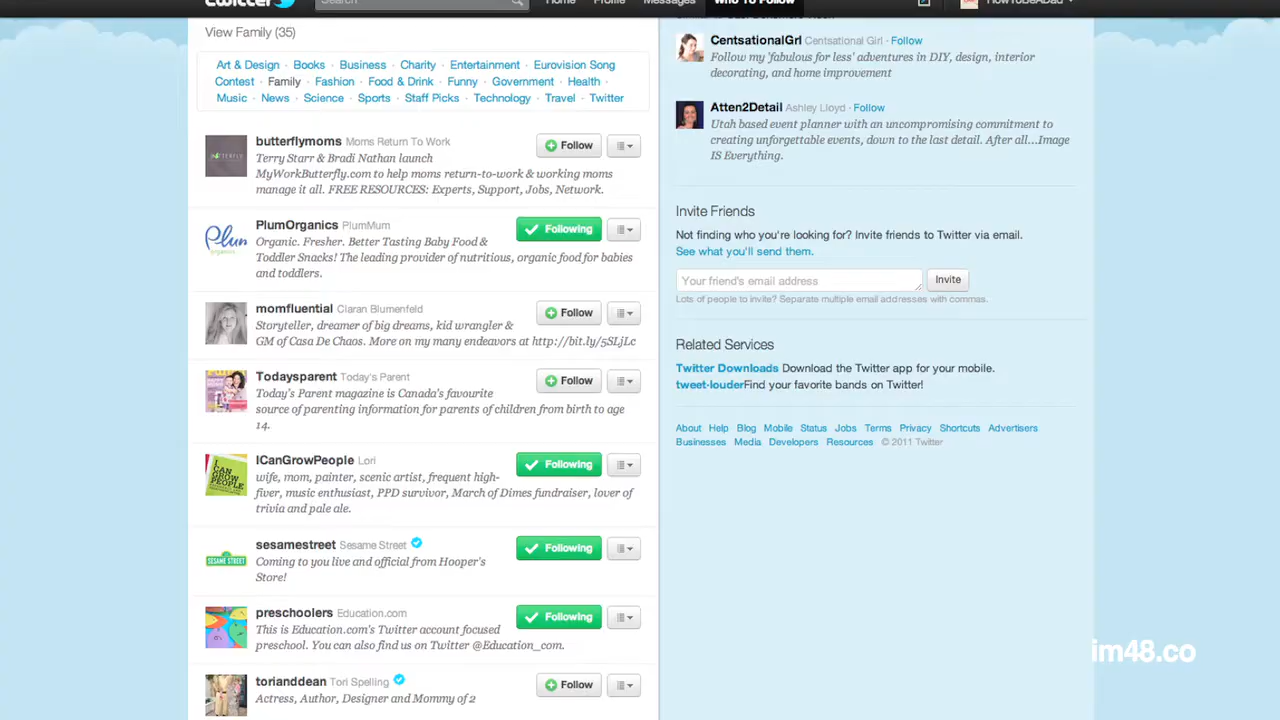 twitter
Search
Home
Profile
Messages
Who To Follow
HowToBeADad
View Family (35)
Art & Design · Books · Business · Charity · Entertainment · Eurovision Song
Contest · Family · Fashion · Food & Drink · Funny · Government · Health ·
Music · News · Science · Sports · Staff Picks · Technology · Travel · Twitter
butterflymoms Moms Return To Work
Follow
Terry Starr & Bradi Nathan launch
MyWorkButterfly.com to help moms return-to-work & working moms
manage it all. FREE RESOURCES: Experts, Support, Jobs, Network.
PlumOrganics PlumMum
Following
Organic. Fresher. Better Tasting Baby Food &
Toddler Snacks! The leading provider of nutritious, organic food for babies
and toddlers.
Plum
organics
momfluential Ciaran Blumenfeld
Follow
Storyteller, dreamer of big dreams, kid wrangler &
GM of Casa De Chaos. More on my many endeavors at http://bit.ly/5SLjLc
Todaysparent Today's Parent
Follow
Today's Parent magazine is Canada's favourite
source of parenting information for parents of children from birth to age
14.
ICanGrowPeople Lori
Following
wife, mom, painter, scenic artist, frequent high-
fiver, music enthusiast, PPD survivor, March of Dimes fundraiser, lover of
trivia and pale ale.
I CAN
GROW
PEOPLE
sesamestreet Sesame Street
Following
Coming to you live and official from Hooper's
Store!
SESAME STREET
preschoolers Education.com
Following
This is Education.com's Twitter account focused
preschool. You can also find us on Twitter @Education_com.
torianddean Tori Spelling
Follow
Actress, Author, Designer and Mommy of 2
CentsationalGrl Centsational Girl · Follow
Follow my 'fabulous for less' adventures in DIY, design, interior
decorating, and home improvement
Atten2Detail Ashley Lloyd · Follow
Utah based event planner with an uncompromising commitment to
creating unforgettable events, down to the last detail. After all...Image
IS Everything.
Invite Friends
Not finding who you're looking for? Invite friends to Twitter via email.
See what you'll send them.
Your friend's email address
Invite
Lots of people to invite? Separate multiple email addresses with commas.
Related Services
Twitter Downloads Download the Twitter app for your mobile.
tweet·louderFind your favorite bands on Twitter!
About Help Blog Mobile Status Jobs Terms Privacy Shortcuts Advertisers
Businesses Media Developers Resources © 2011 Twitter
im48.co